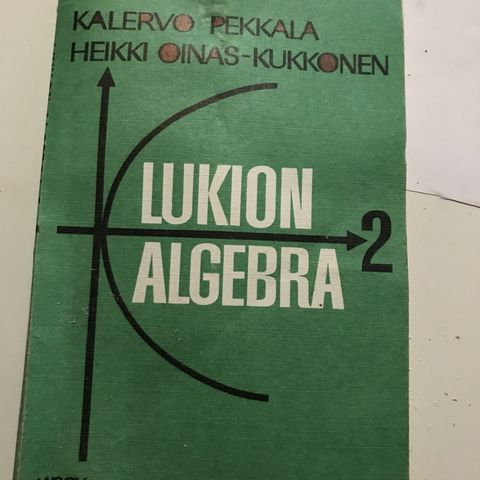 KALERVO PEKKALA
HEIKKI OINAS-KUKKONEN
LUKION
ALGEBRA 2